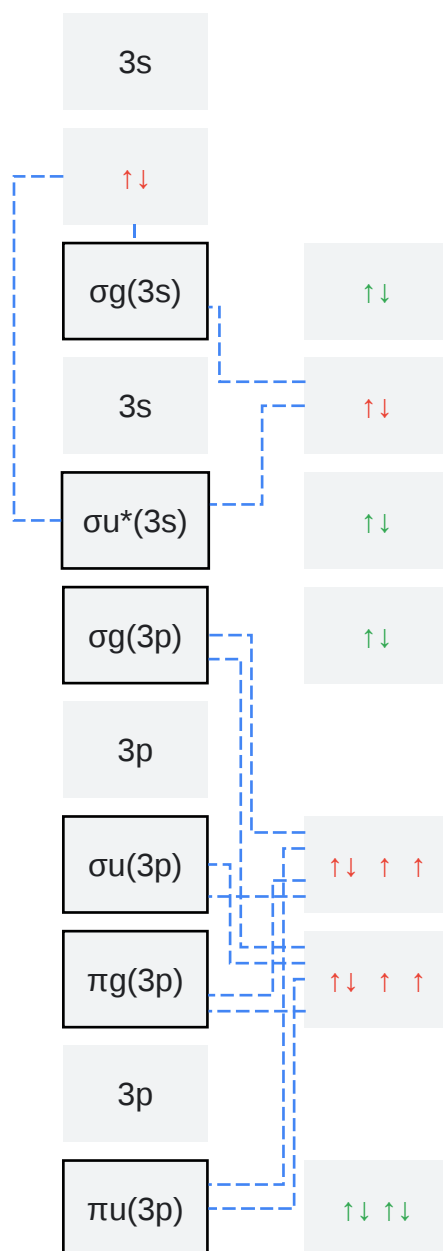 3s
↑↓
σg(3s) ↑↓
3s ↑↓
σu*(3s) ↑↓
σg(3p) ↑↓
3p
σu(3p) ↑↓ ↑ ↑
πg(3p) ↑↓ ↑ ↑
3p
πu(3p) ↑↓ ↑↓